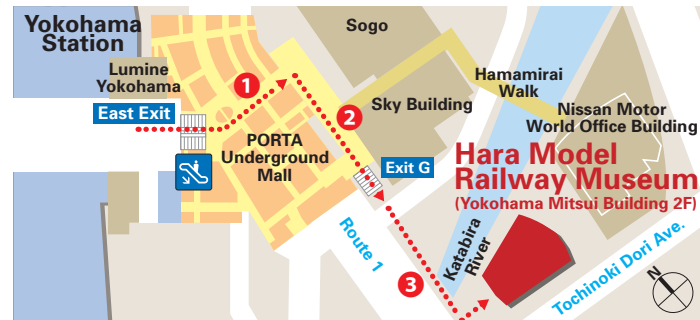 Yokohama
Station
Sogo
Lumine
Yokohama
Hamamirai
Walk
1
East Exit
Sky Building
2
Nissan Motor
World Office Building
PORTA
Underground
Mall
Exit G
Hara Model
Railway Museum
(Yokohama Mitsui Building 2F)
Route 1
Katabira
River
3
Tochinoki Dori Ave.
N